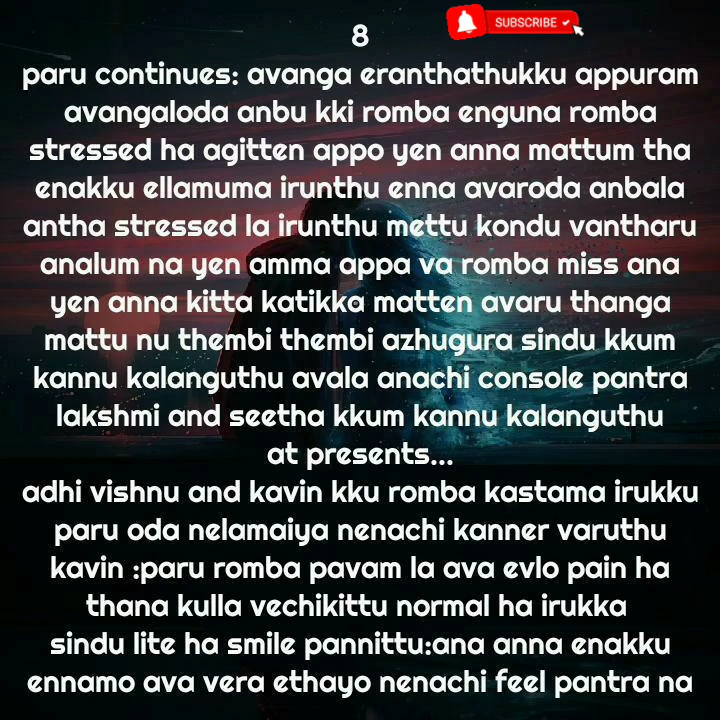 8
SUBSCRIBE
paru continues: avanga eranthathukku appuram
avangaloda anbu kki romba enguna romba
stressed ha agitten appo yen anna mattum tha
enakku ellamuma irunthu enna avaroda anbala
antha stressed la irunthu mettu kondu vantharu
analum na yen amma appa va romba miss ana
yen anna kitta katikka matten avaru thanga
mattu nu thembi thembi azhugura sindu kkum
kannu kalanguthu avala anachi console pantra
lakshmi and seetha kkum kannu kalanguthu
at presents...
adhi vishnu and kavin kku romba kastama irukku
paru oda nelamaiya nenachi kanner varuthu
kavin :paru romba pavam la ava evlo pain ha
thana kulla vechikittu normal ha irukka
sindu lite ha smile pannittu:ana anna enakku
ennamo ava vera ethayo nenachi feel pantra na